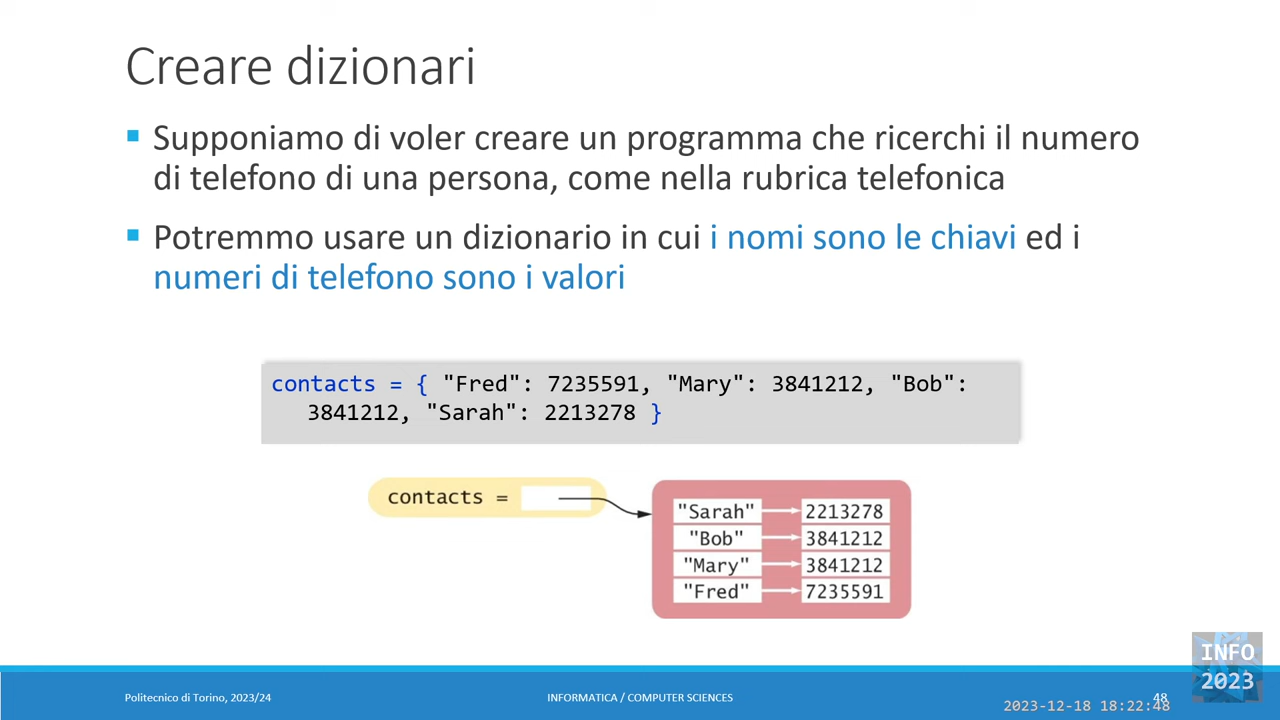 Creare dizionari
Supponiamo di voler creare un programma che ricerchi il numero
di telefono di una persona, come nella rubrica telefonica
Potremmo usare un dizionario in cui i nomi sono le chiavi ed i
numeri di telefono sono i valori
contacts = { "Fred": 7235591, "Mary": 3841212, "Bob":
3841212, "Sarah": 2213278 }
contacts =
"Sarah" 2213278
"Bob" 3841212
"Mary" 3841212
"Fred" 7235591
INFO
2023
Politecnico di Torino, 2023/24
INFORMATICA / COMPUTER SCIENCES
48
2023-12-18 18:22:48